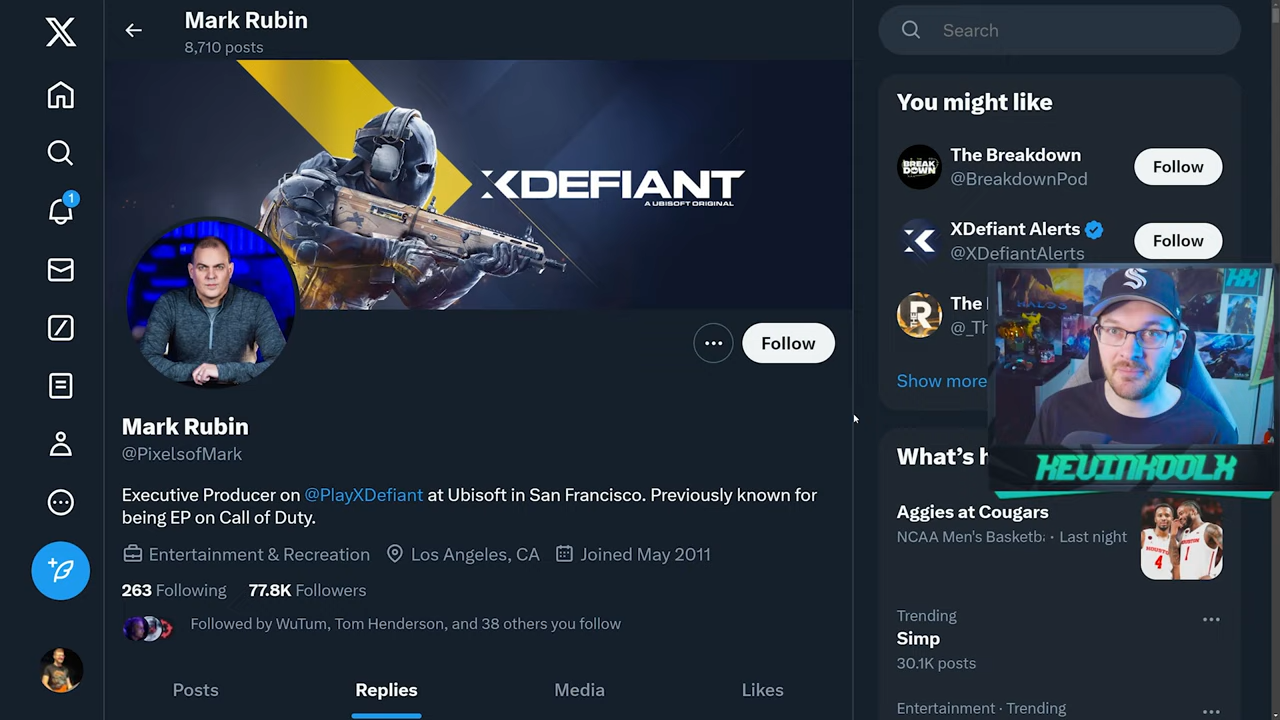 Mark Rubin
8,710 posts
XDEFIANT
A UBISOFT ORIGINAL
Follow
Mark Rubin
@PixelsofMark
Executive Producer on @PlayXDefiant at Ubisoft in San Francisco. Previously known for
being EP on Call of Duty.
Entertainment & Recreation Los Angeles, CA Joined May 2011
263 Following 77.8K Followers
Followed by WuTum, Tom Henderson, and 38 others you follow
Posts Replies Media Likes
1
Search
You might like
BREAK
DOWN
The Breakdown
@BreakdownPod
Follow
XDefiant Alerts
@XDefiantAlerts
Follow
The
@_Th
Show more
KEVINKOOLX
What's h
Aggies at Cougars
NCAA Men's Basketb. · Last night
Trending
Simp
30.1K posts
Entertainment · Trending